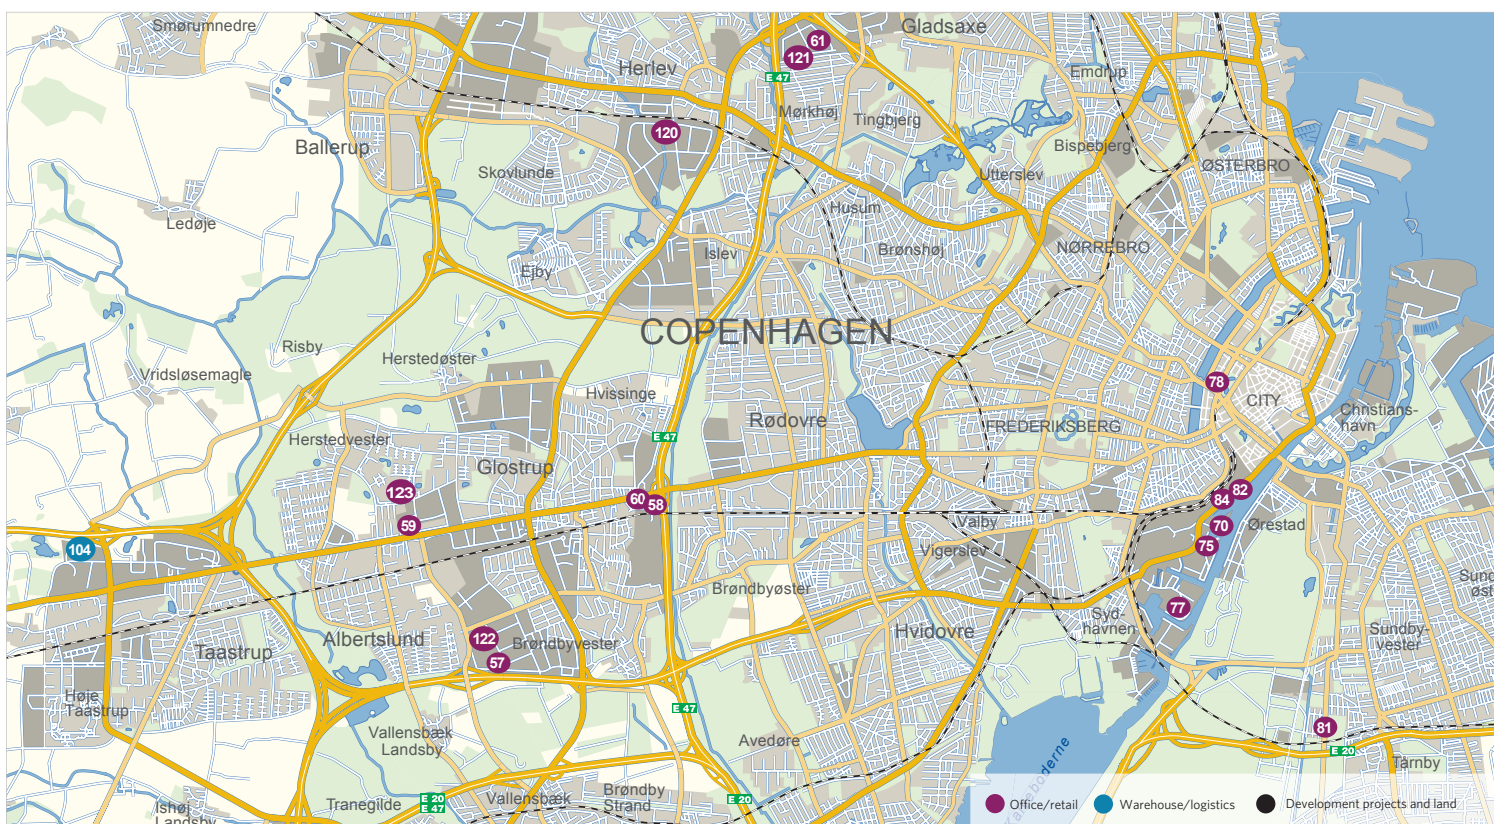 Smørumnedre
Gladsaxe
61
121
Herlev
E 47
Emdrup
Mørkhøj
Tingbjerg
120
Ballerup
Bispebjerg
ØSTERBRO
Skovlunde
Utterslev
Husum
Ledøje
NØRREBRO
Brønshøj
Islev
Ejby
COPENHAGEN
Risby
Herstedøster
Vridsløsemagle
Hvissinge
78
CITY
Christians-
havn
Rødovre
FREDERIKSBERG
E 47
Herstedvester
Glostrup
123
60
58
82
84
59
Valby
70
Ørestad
75
104
Vigerslev
Brøndbyøster
77
Syd-
havnen
Hvidovre
Sundby-
vester
122
Albertslund
Brøndbyvester
Taastrup
57
Høje
Taastrup
E 47
81
Vallensbæk
Landsby
Avedøre
E 20
Tårnby
Brøndby
Strand
Tranegilde
E 20
E 47
Vallensbæk
E 20
Ishøj
Landsby
Office/retail
Warehouse/logistics
Development projects and land